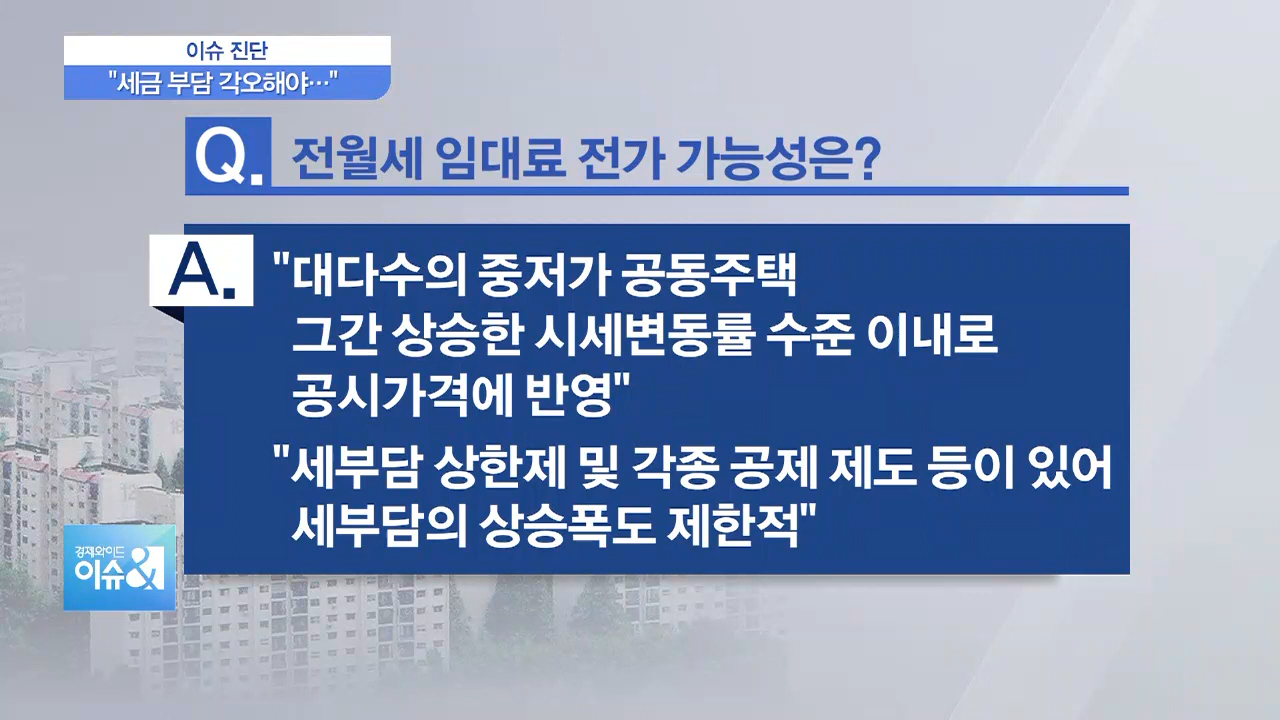 이슈 진단
"세금 부담 각오해야…"
Q. 전월세 임대료 전가 가능성은?
A. "대다수의 중저가 공동주택
그간 상승한 시세변동률 수준 이내로
공시가격에 반영"
"세부담 상한제 및 각종 공제 제도 등이 있어
세부담의 상승폭도 제한적"
경제와이드
이슈&